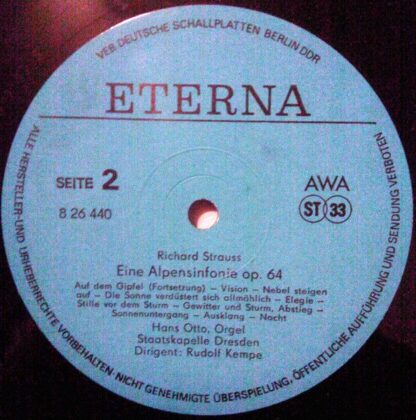 VEB DEUTSCHE SCHALLPLATTEN BERLIN DDR
ETERNA
SEITE 2
8 26 440
AWA
ST 33
Richard Strauss
Eine Alpensinfonie op. 64
Auf dem Gipfel (Fortsetzung) – Vision – Nebel steigen
auf – Die Sonne verdüstert sich allmählich – Elegie –
Stille vor dem Sturm – Gewitter und Sturm, Abstieg –
Sonnenuntergang – Ausklang – Nacht
Hans Otto, Orgel
Staatskapelle Dresden
Dirigent: Rudolf Kempe
ALLE HERSTELLER-UND URHEBERRECHTE VORBEHALTEN NICHT GENEHMIGTE ÜBERSPIELUNG, ÖFFENTLICHE AUFFÜHRUNG UND SENDUNG VERBOTEN